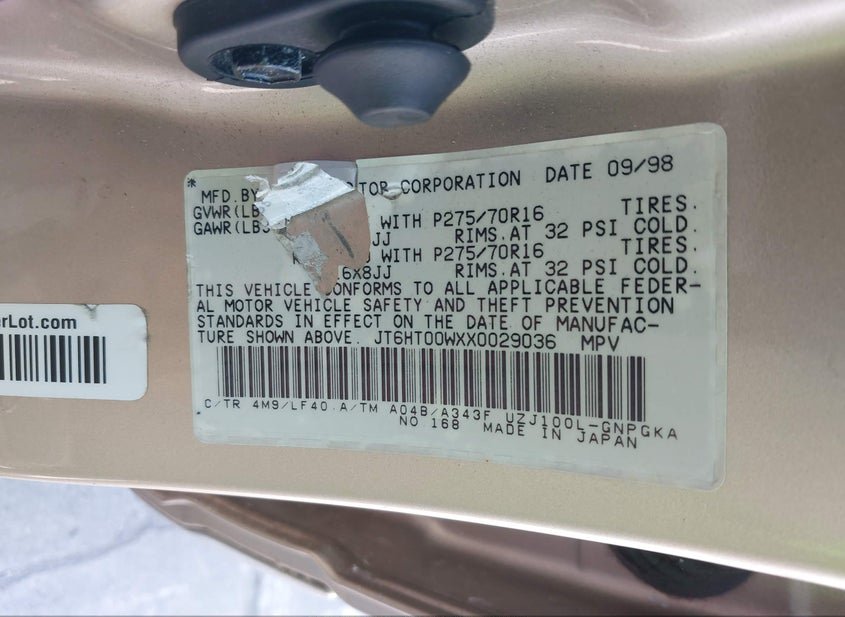 * MFD.BY TOR CORPORATION DATE 09/98
GVWR(LB WITH P275/70R16 TIRES.
GAWR(LBS JJ RIMS.AT 32 PSI COLD.
WITH P275/70R16 TIRES.
16X8JJ RIMS.AT 32 PSI COLD.
THIS VEHICLE CONFORMS TO ALL APPLICABLE FEDER-
AL MOTOR VEHICLE SAFETY AND THEFT PREVENTION
STANDARDS IN EFFECT ON THE DATE OF MANUFAC-
TURE SHOWN ABOVE. JT6HT00WXX0029036 MPV
C/TR 4M9/LF40 A/TM A04B/A343F UZJ100L-GNPGKA
NO 168 MADE IN JAPAN
rLot.com